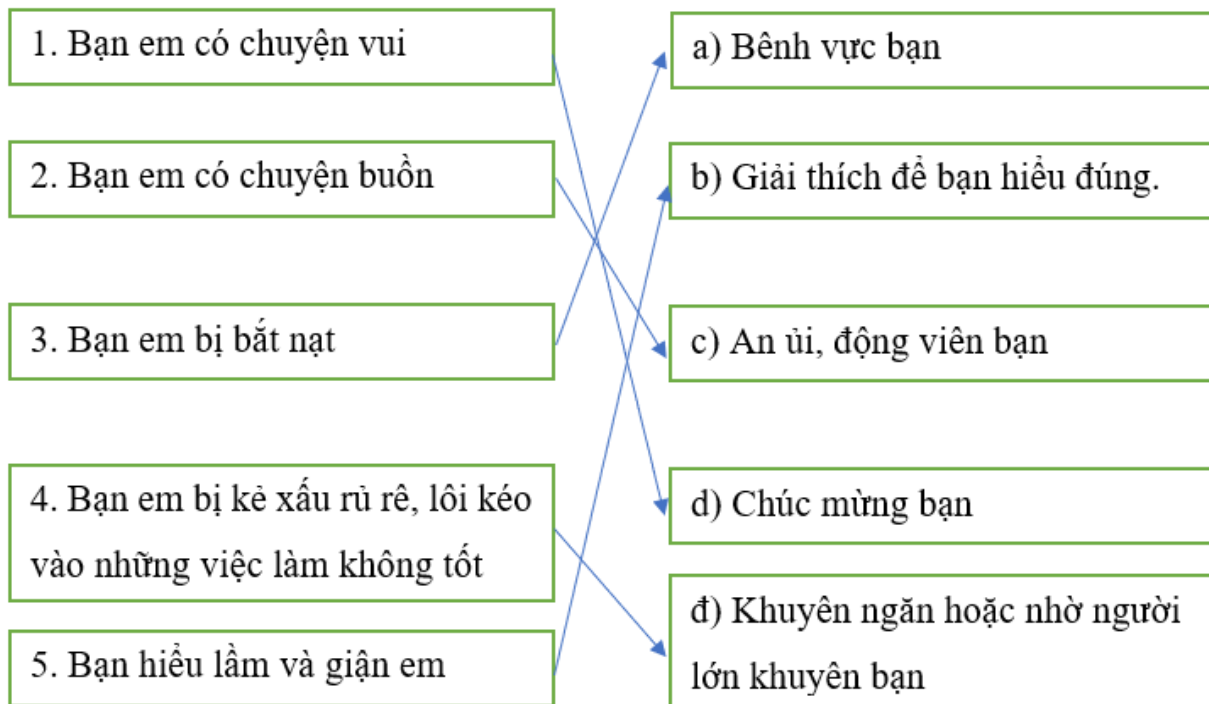 1. Bạn em có chuyện vui
a) Bênh vực bạn
2. Bạn em có chuyện buồn
b) Giải thích để bạn hiểu đúng.
3. Bạn em bị bắt nạt
c) An ủi, động viên bạn
4. Bạn em bị kẻ xấu rủ rê, lôi kéo
vào những việc làm không tốt
d) Chúc mừng bạn
5. Bạn hiểu lầm và giận em
đ) Khuyên ngăn hoặc nhờ người
lớn khuyên bạn